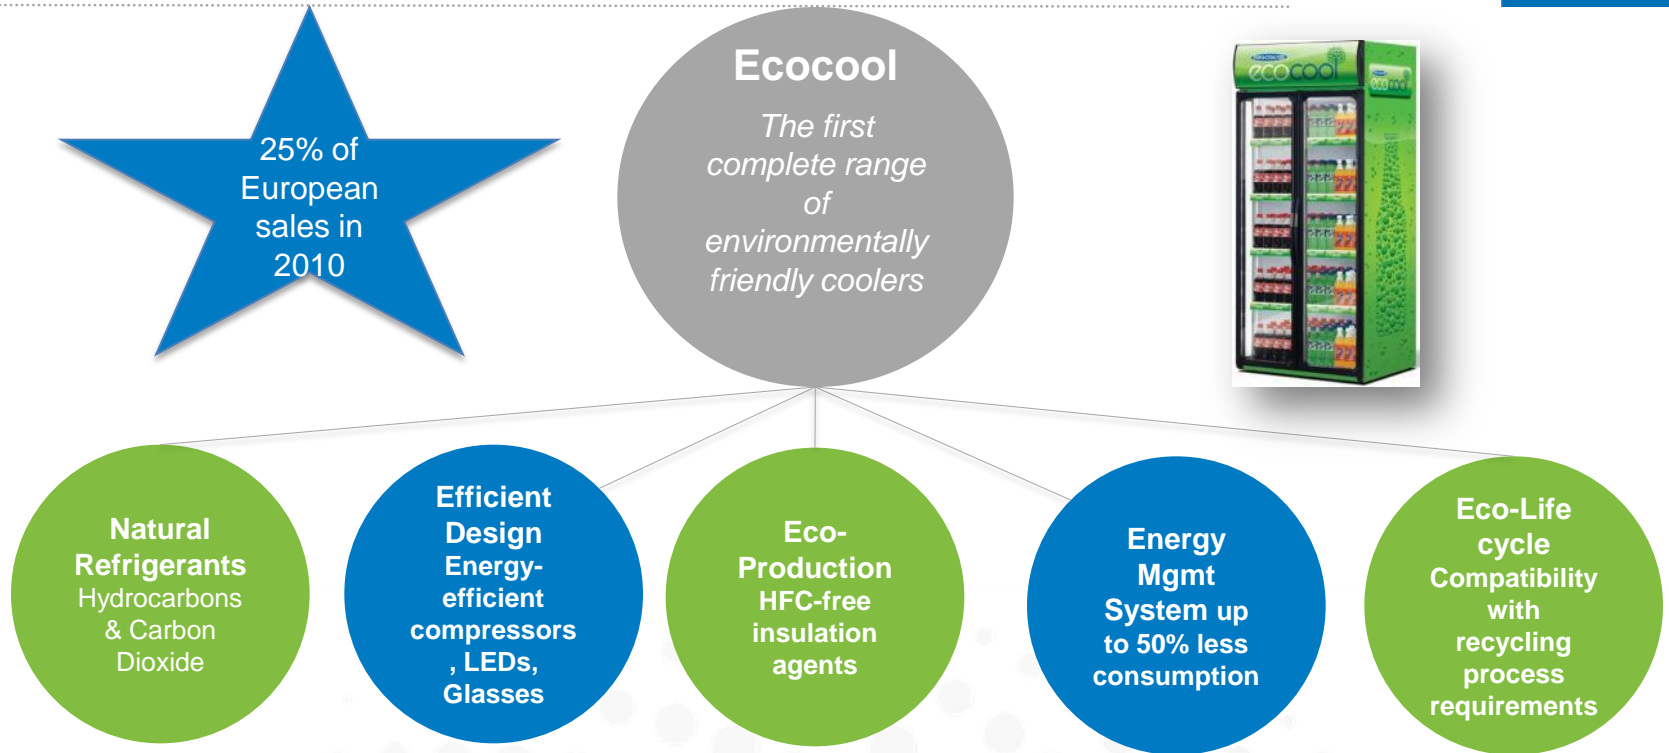 25% of
European
sales in
2010
Ecocool
The first
complete range
of
environmentally
friendly coolers
ecocool
ecocool
Natural
Refrigerants
Hydrocarbons
& Carbon
Dioxide
Efficient
Design
Energy-
efficient
compressors
, LEDs,
Glasses
Eco-
Production
HFC-free
insulation
agents
Energy
Mgmt
System up
to 50% less
consumption
Eco-Life
cycle
Compatibility
with
recycling
process
requirements